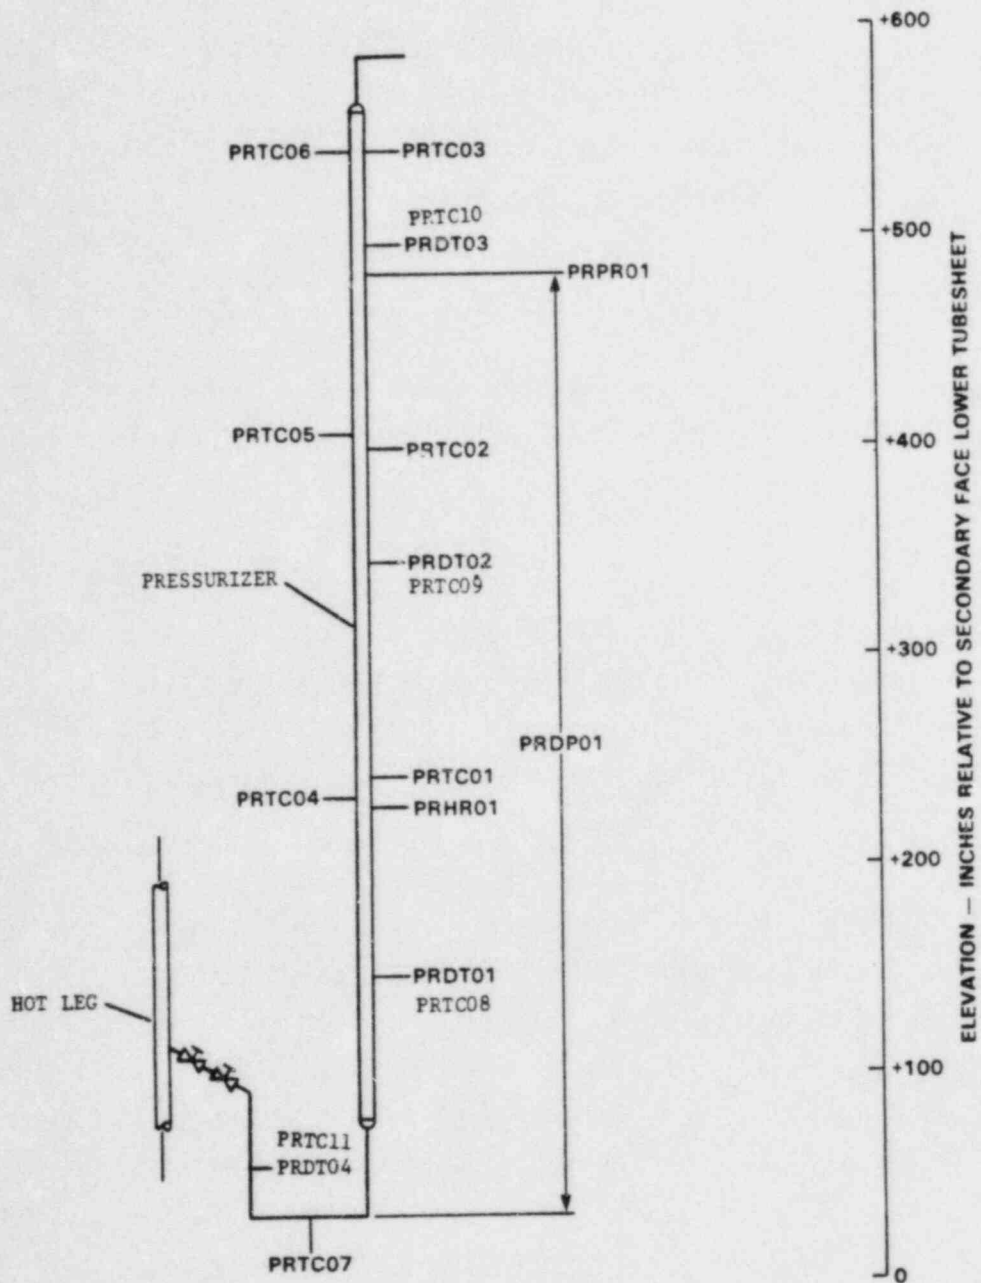 +600
PRTC06
PRTC03
PRTC10
+500
PRDT03
PRPR01
PRTC05
+400
PRTC02
PRDT02
PRTC09
PRESSURIZER
+300
PRDP01
PRTC01
PRTC04
PRHR01
+200
PRDT01
PRTC08
HOT LEG
+100
PRTC11
PRDT04
PRTC07
0
ELEVATION — INCHES RELATIVE TO SECONDARY FACE LOWER TUBESHEET